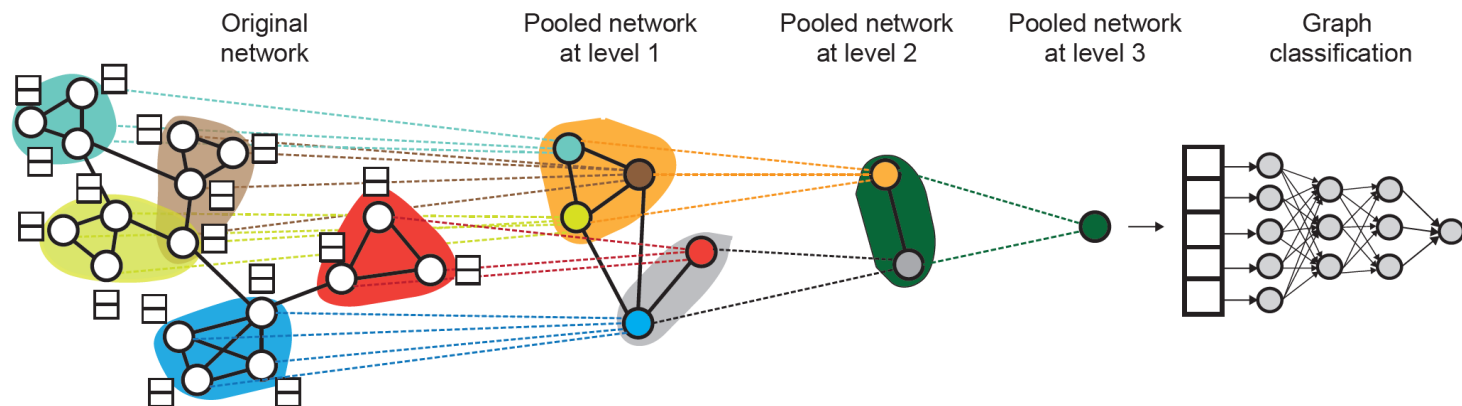 Original
network
Pooled network
at level 1
Pooled network
at level 2
Pooled network
at level 3
Graph
classification